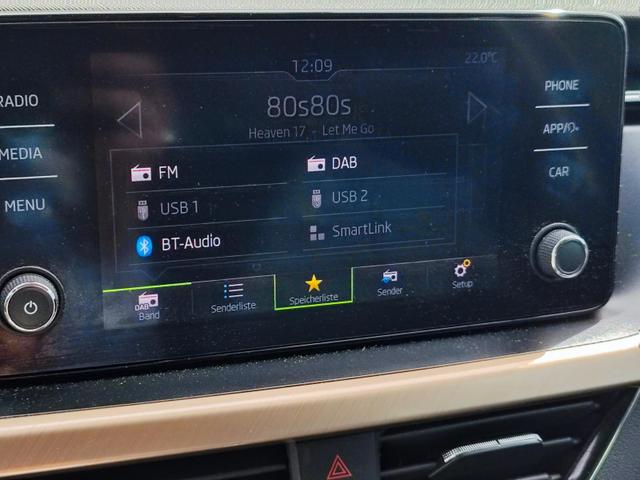 12:09
22.0°C
RADIO
MEDIA
MENU
80s80s
Heaven 17 - Let Me Go
FM
DAB
USB 1
USB 2
BT-Audio
SmartLink
DAB
Band
Senderliste
Speicherliste
Sender
Setup
PHONE
APP/
CAR